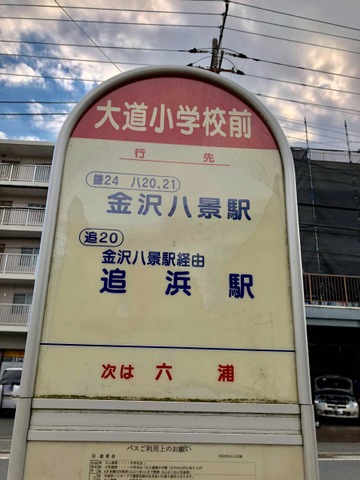 大道小学校前
行先
鎌24 八20,21
金沢八景駅
追20
金沢八景駅経由
追浜駅
次は 六浦
バスご利用上のお願い